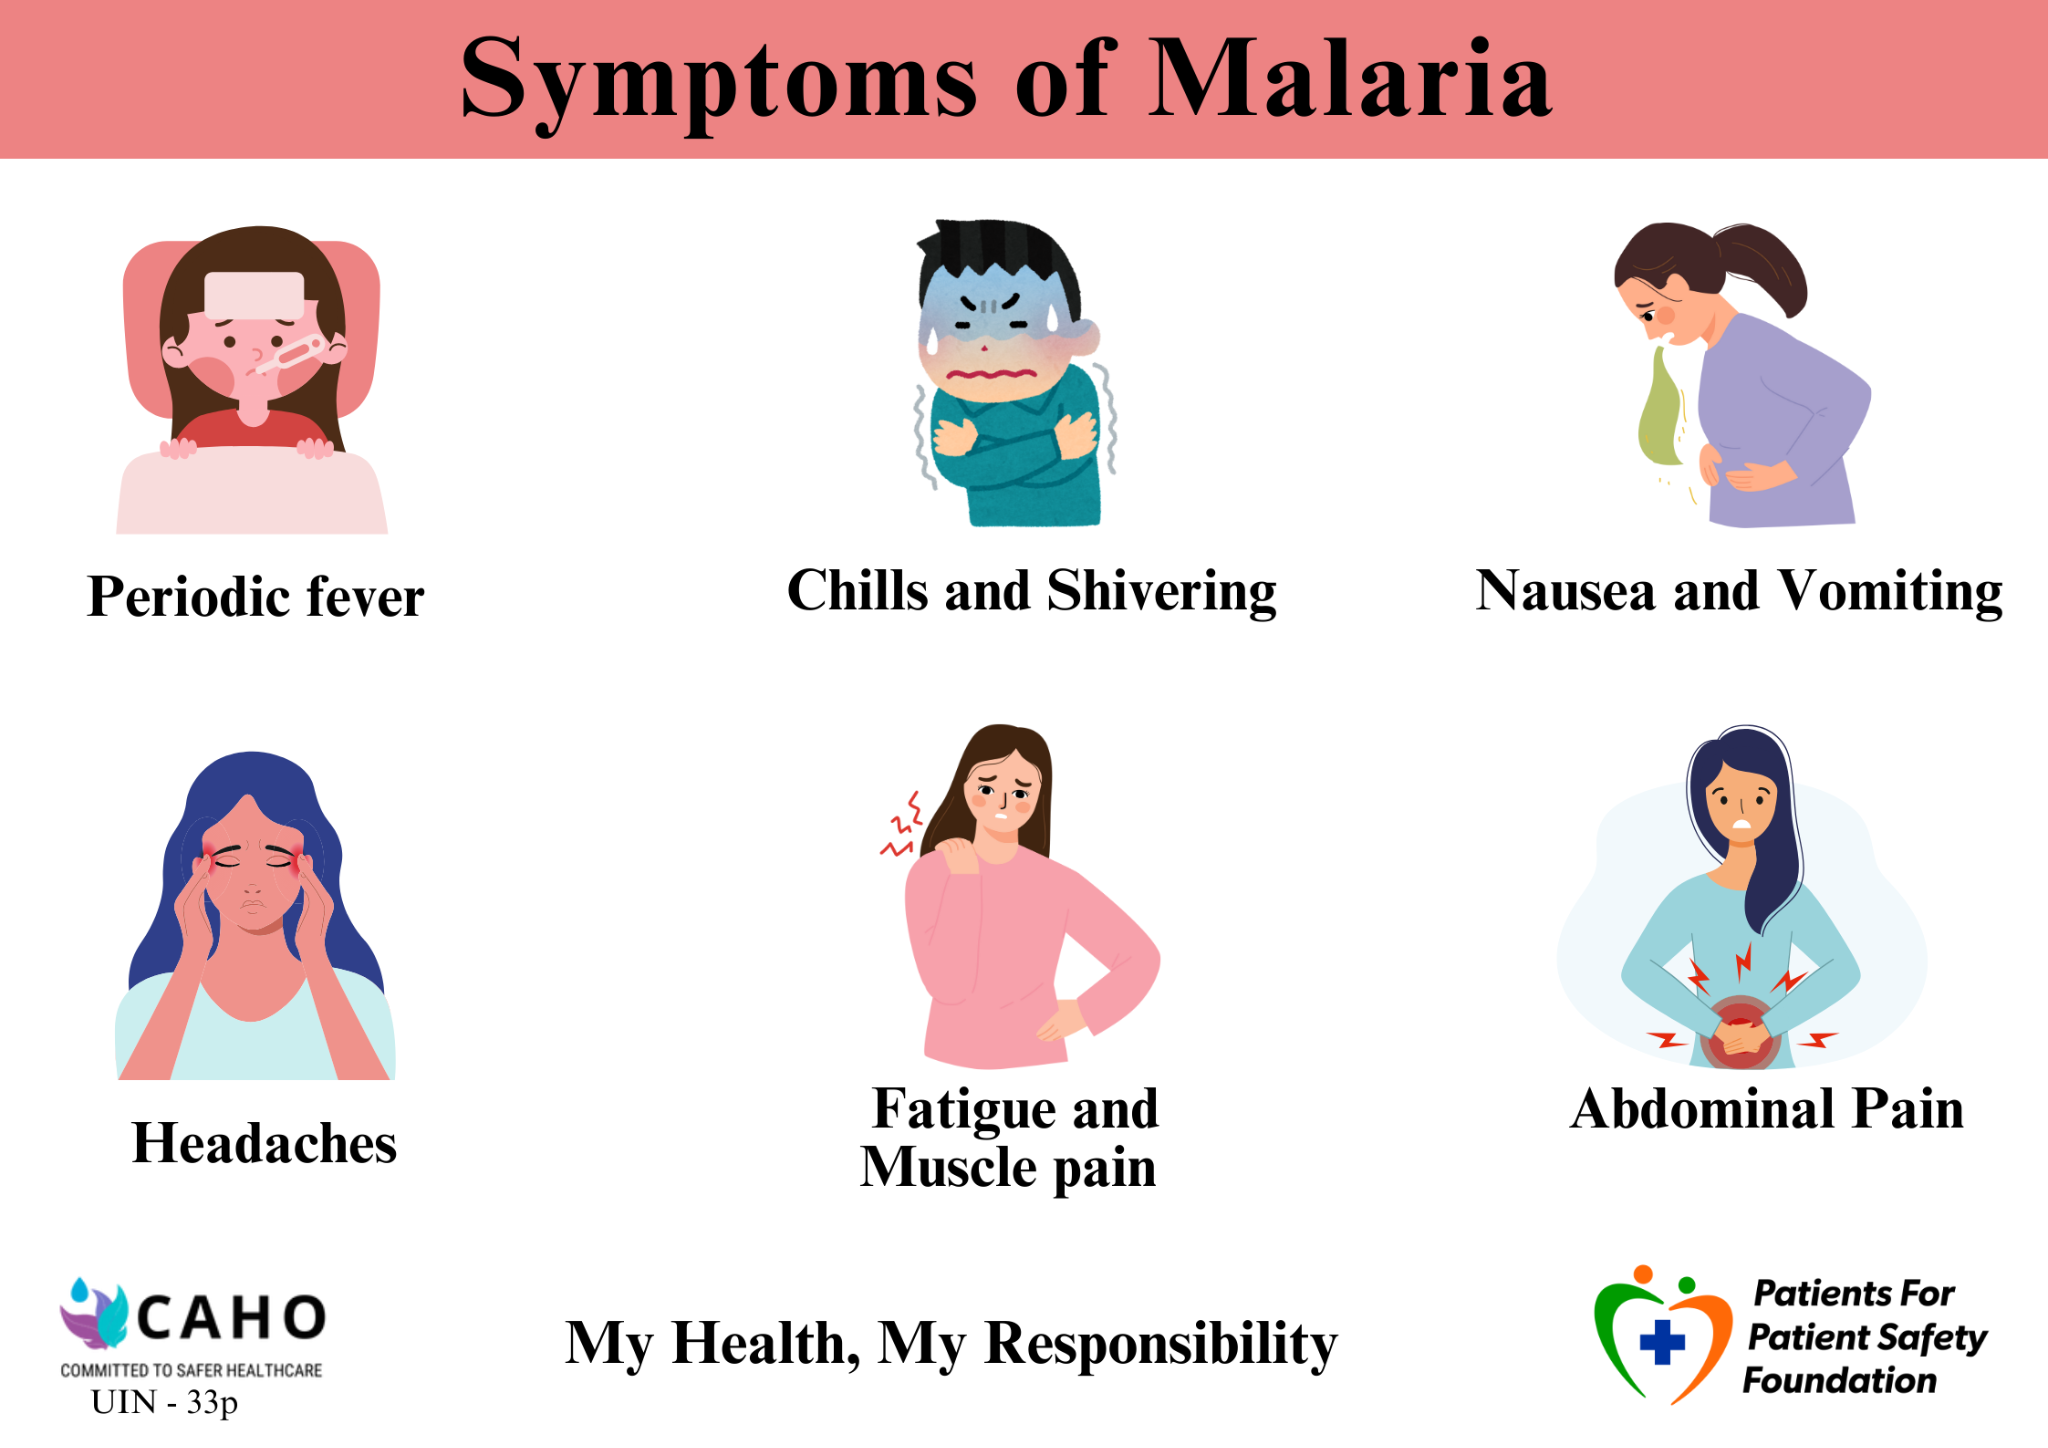 Symptoms of Malaria
Periodic fever
Chills and Shivering
Nausea and Vomiting
Headaches
Fatigue and
Muscle pain
Abdominal Pain
CAHO
COMMITTED TO SAFER HEALTHCARE
UIN - 33p
My Health, My Responsibility
Patients For
Patient Safety
Foundation